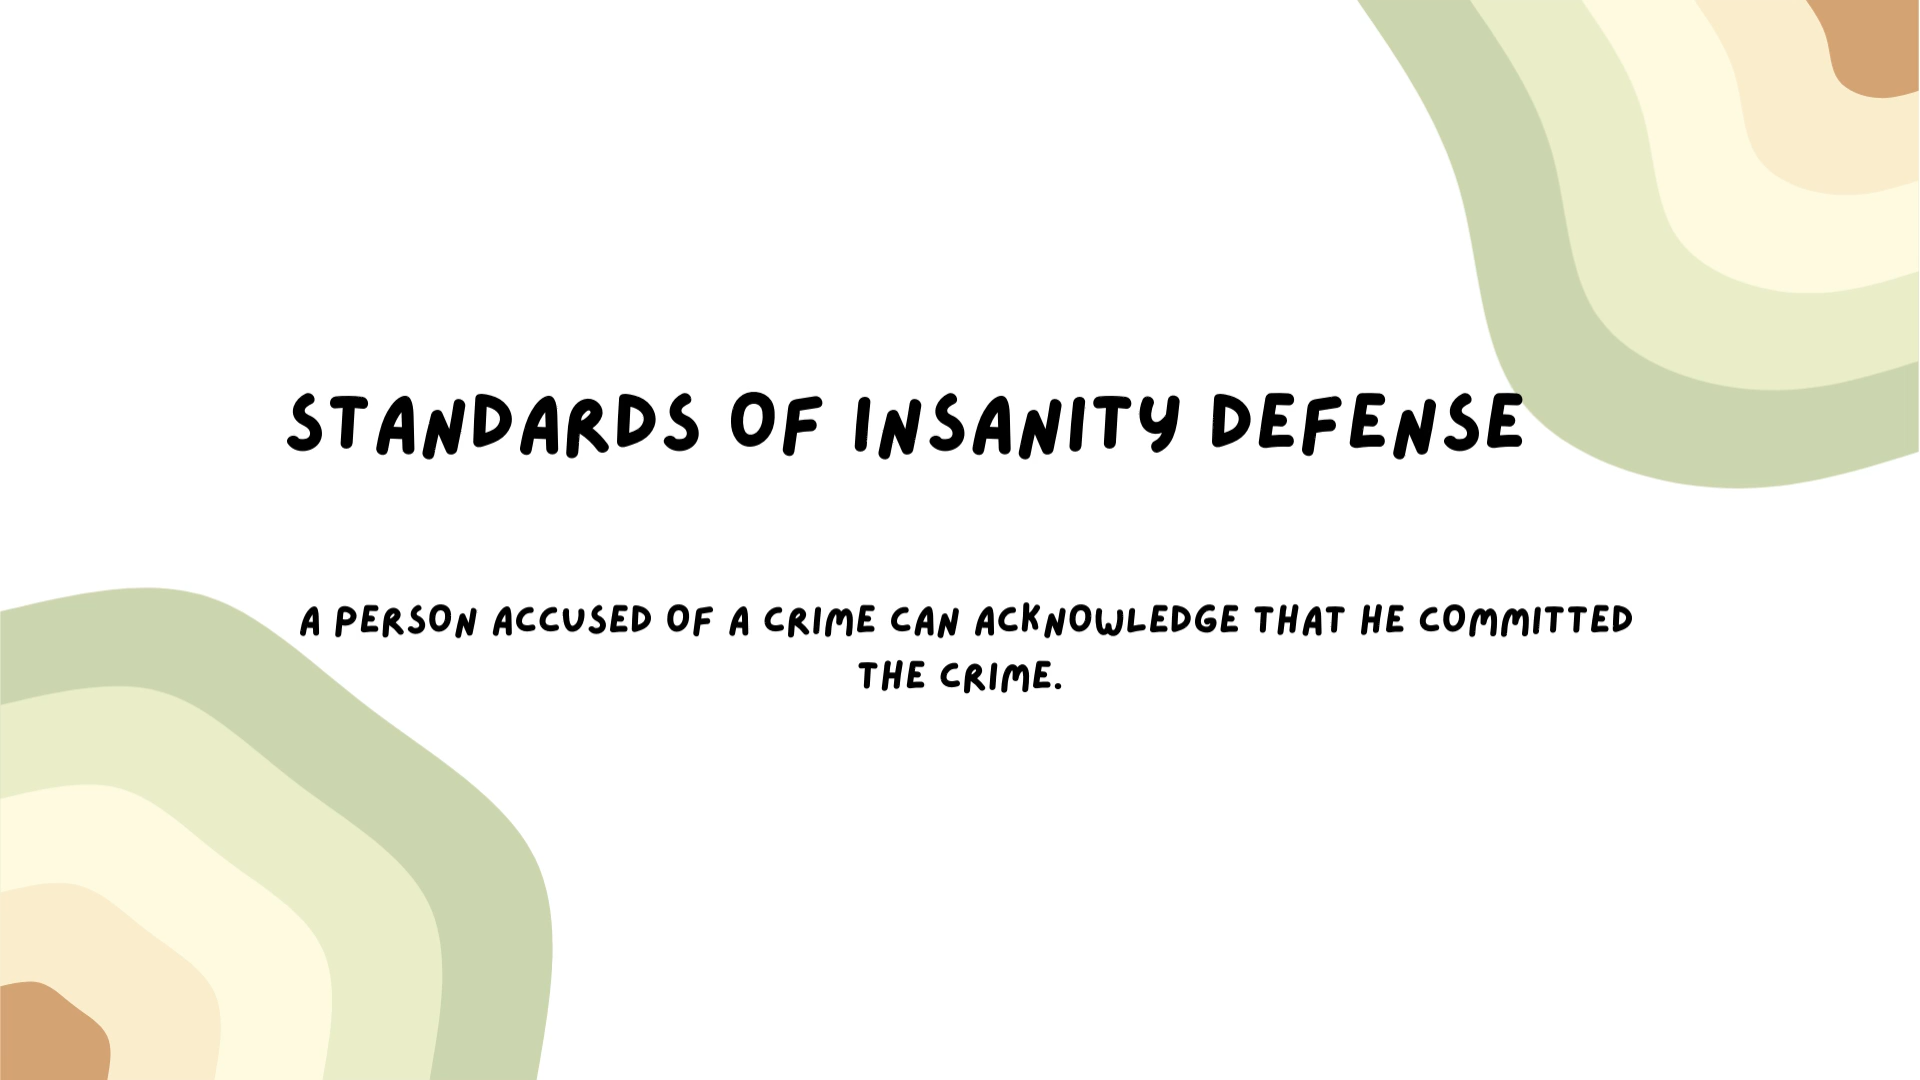 STANDARDS OF INSANITY DEFENSE
A PERSON ACCUSED OF A CRIME CAN ACKNOWLEDGE THAT HE COMMITTED
THE CRIME.